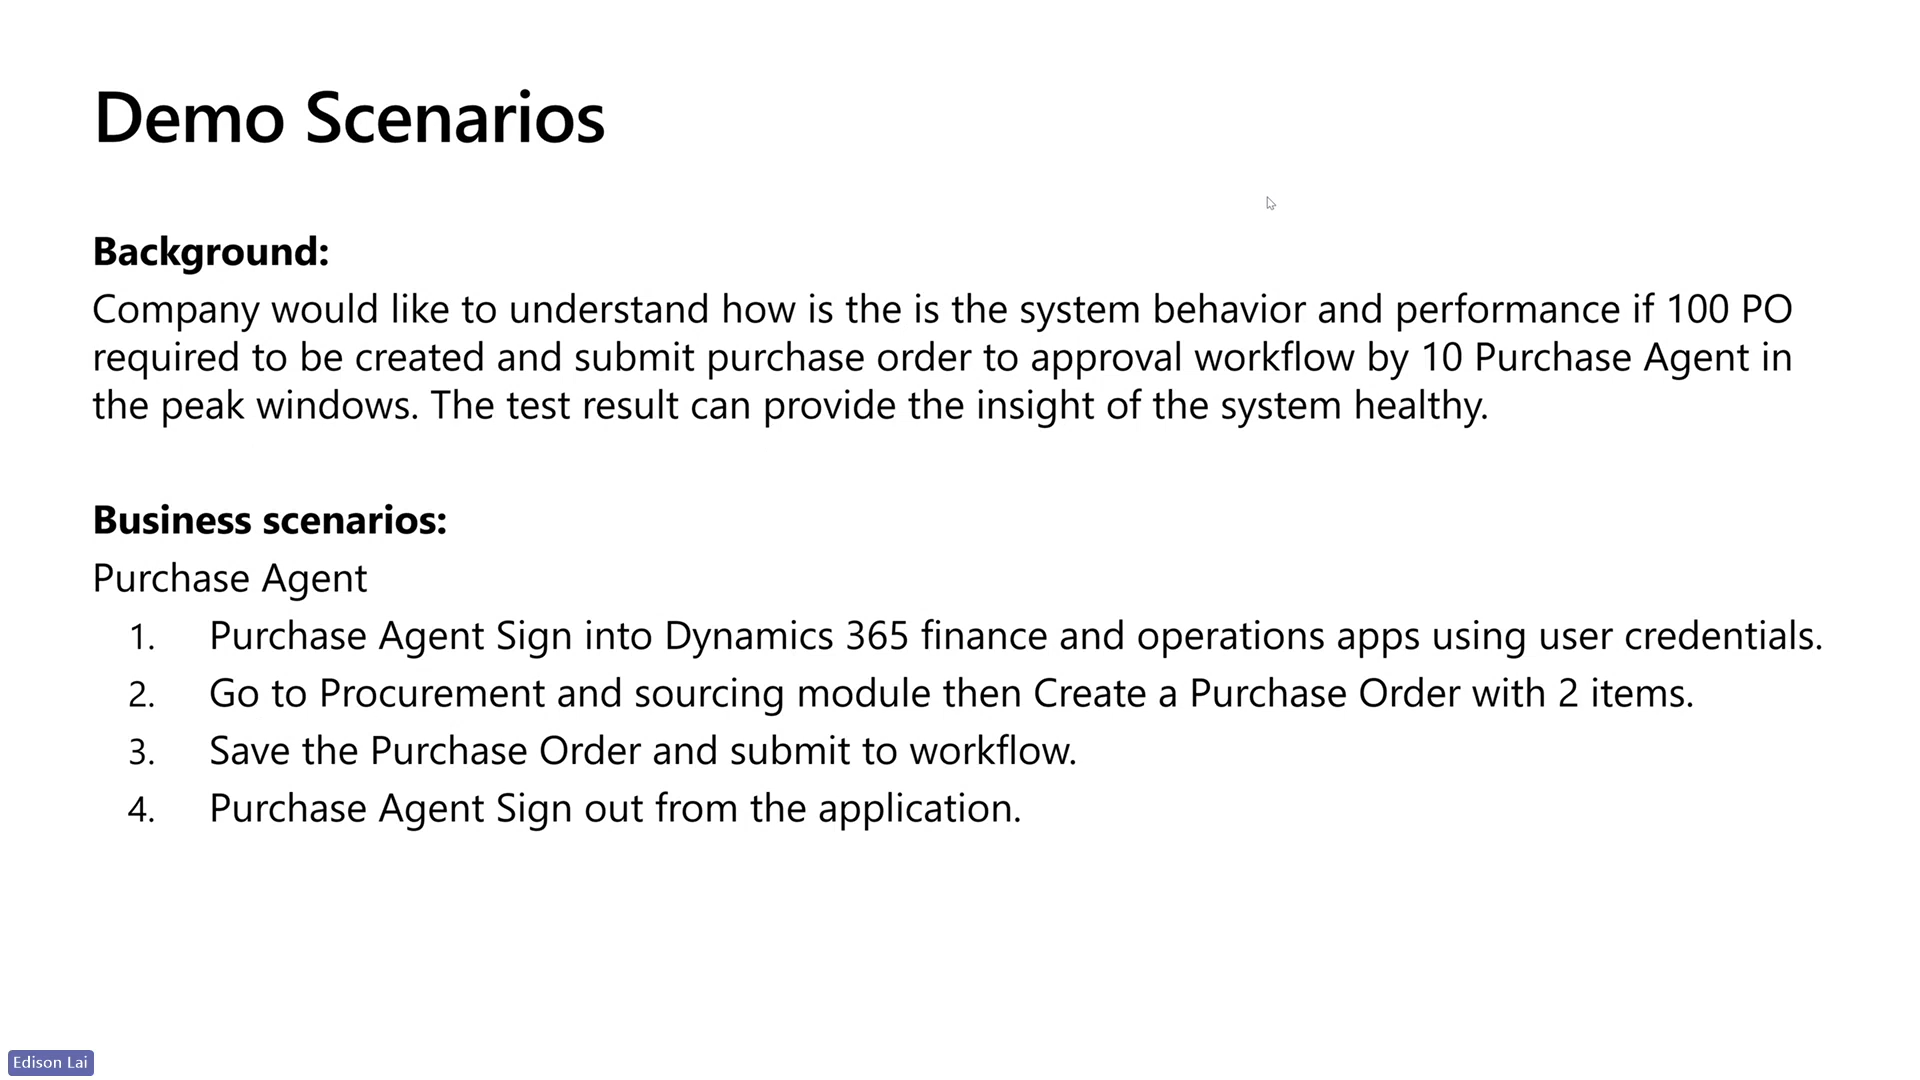 Demo Scenarios
Background:
Company would like to understand how is the is the system behavior and performance if 100 PO
required to be created and submit purchase order to approval workflow by 10 Purchase Agent in
the peak windows. The test result can provide the insight of the system healthy.
Business scenarios:
Purchase Agent
1. Purchase Agent Sign into Dynamics 365 finance and operations apps using user credentials.
2. Go to Procurement and sourcing module then Create a Purchase Order with 2 items.
3. Save the Purchase Order and submit to workflow.
4. Purchase Agent Sign out from the application.
Edison Lai